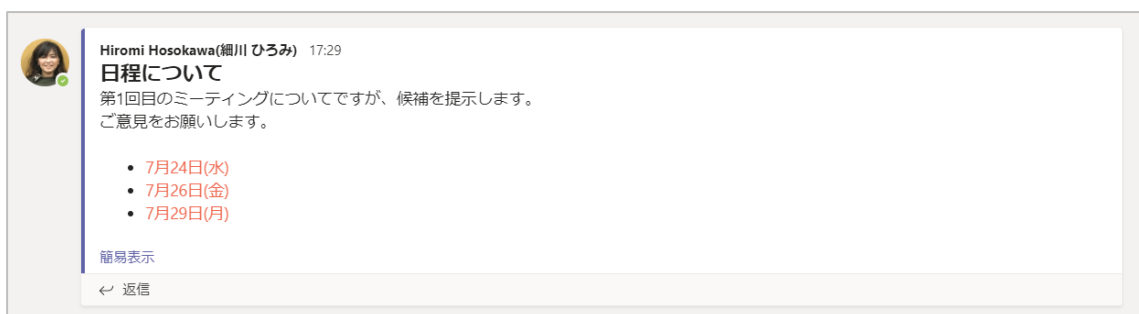 Hiromi Hosokawa(細川 ひろみ) 17:29
日程について
第1回目のミーティングについてですが、候補を提示します。
ご意見をお願いします。
• 7月24日(水)
• 7月26日(金)
• 7月29日(月)
簡易表示
返信